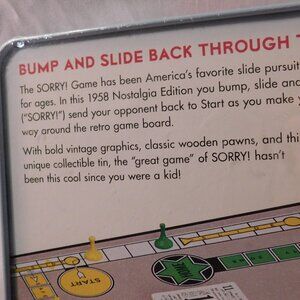 BUMP AND SLIDE BACK THROUGH
The SORRY! Game has been America's favorite slide pursuit
for ages. In this 1958 Nostalgia Edition you bump, slide and
("SORRY!") send your opponent back to Start as you make
way around the retro game board.
With bold vintage graphics, classic wooden pawns, and
unique collectible tin, the "great game" of SORRY! hasn't
been this cool since you were a kid!
START
HOME